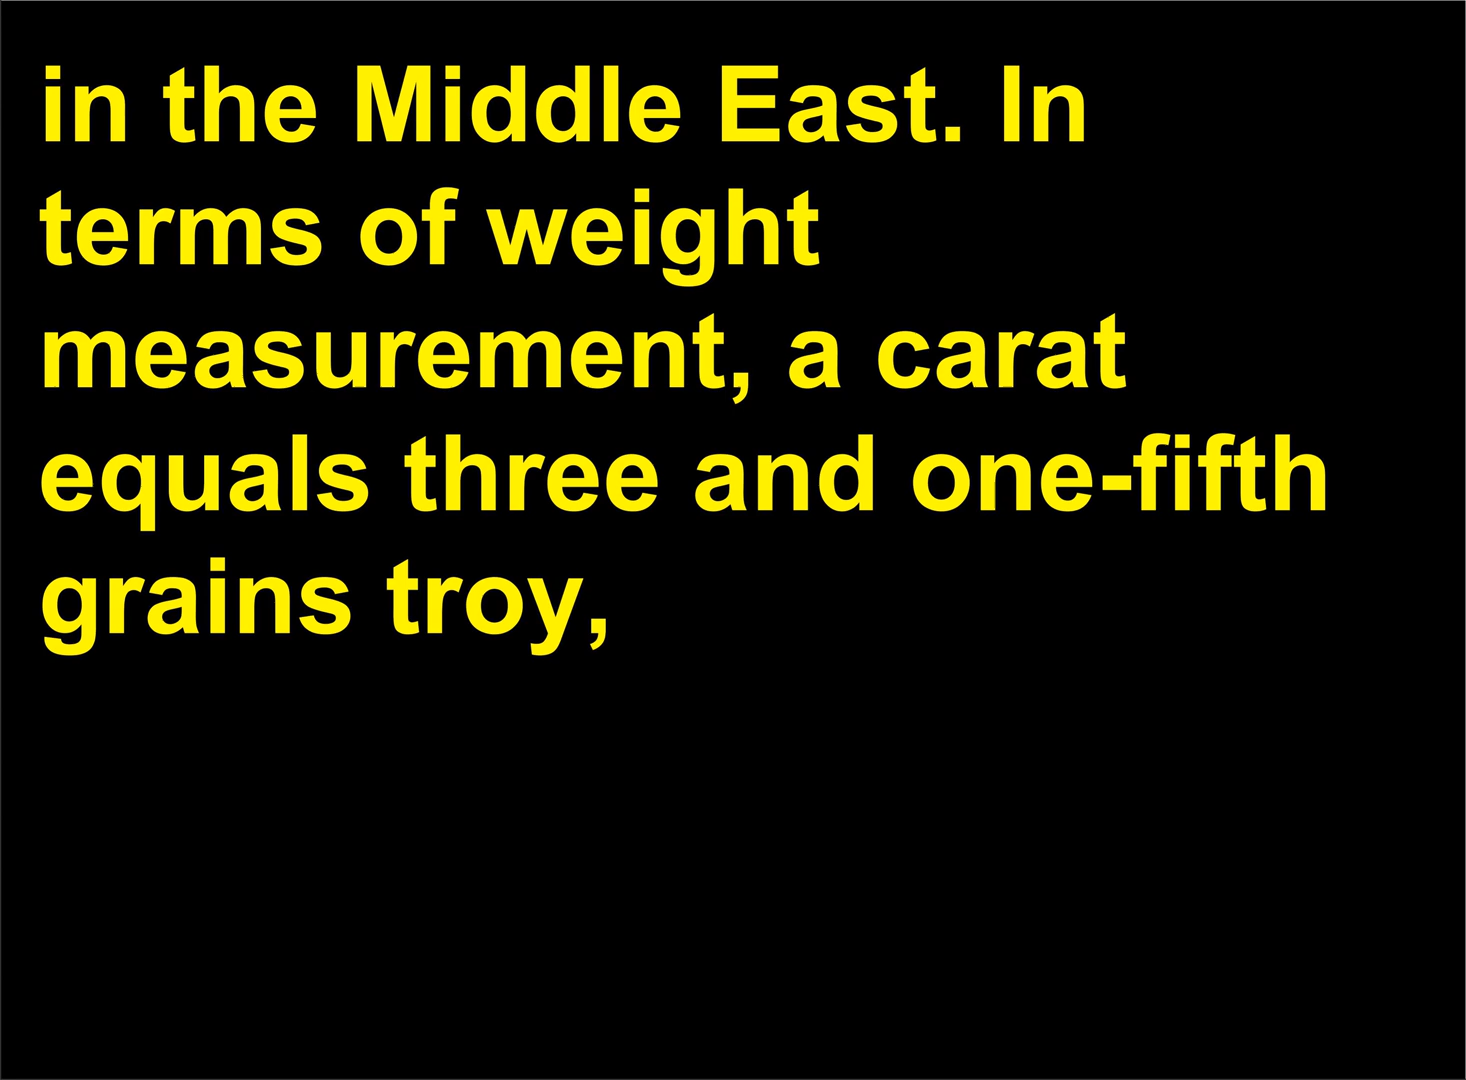 in the Middle East. In
terms of weight
measurement, a carat
equals three and one-fifth
grains troy,